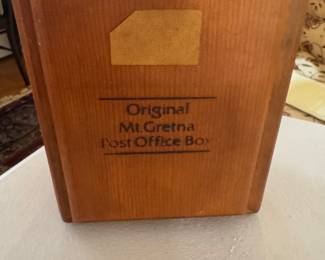 Original
Mt. Gretna
Post Office Box